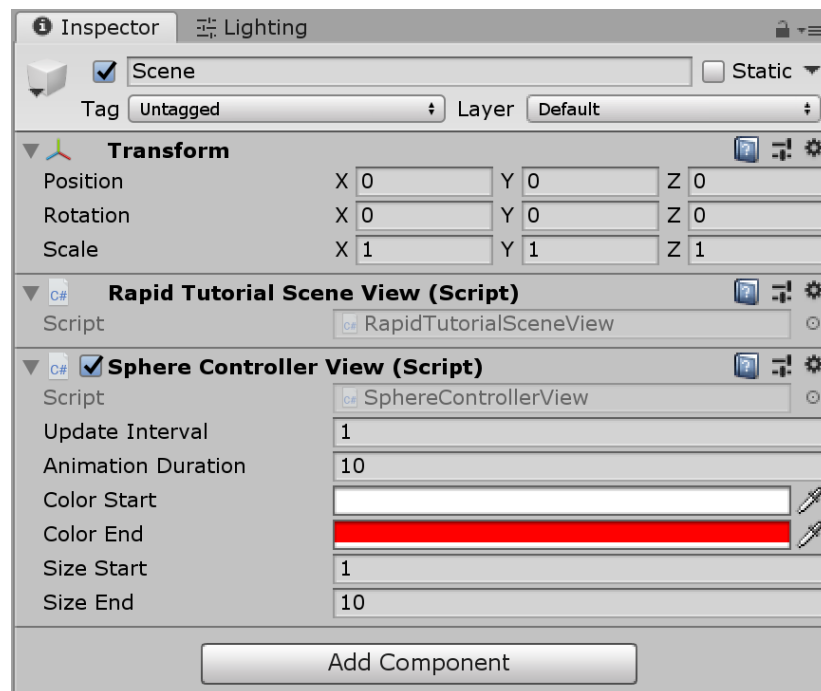 Inspector Lighting
Scene Static
Tag Untagged Layer Default
Transform
Position X 0 Y 0 Z 0
Rotation X 0 Y 0 Z 0
Scale X 1 Y 1 Z 1
C# Rapid Tutorial Scene View (Script)
Script C# RapidTutorialSceneView
C# Sphere Controller View (Script)
Script C# SphereControllerView
Update Interval 1
Animation Duration 10
Color Start
Color End
Size Start 1
Size End 10
Add Component